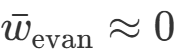 w̄_evan ≈ 0